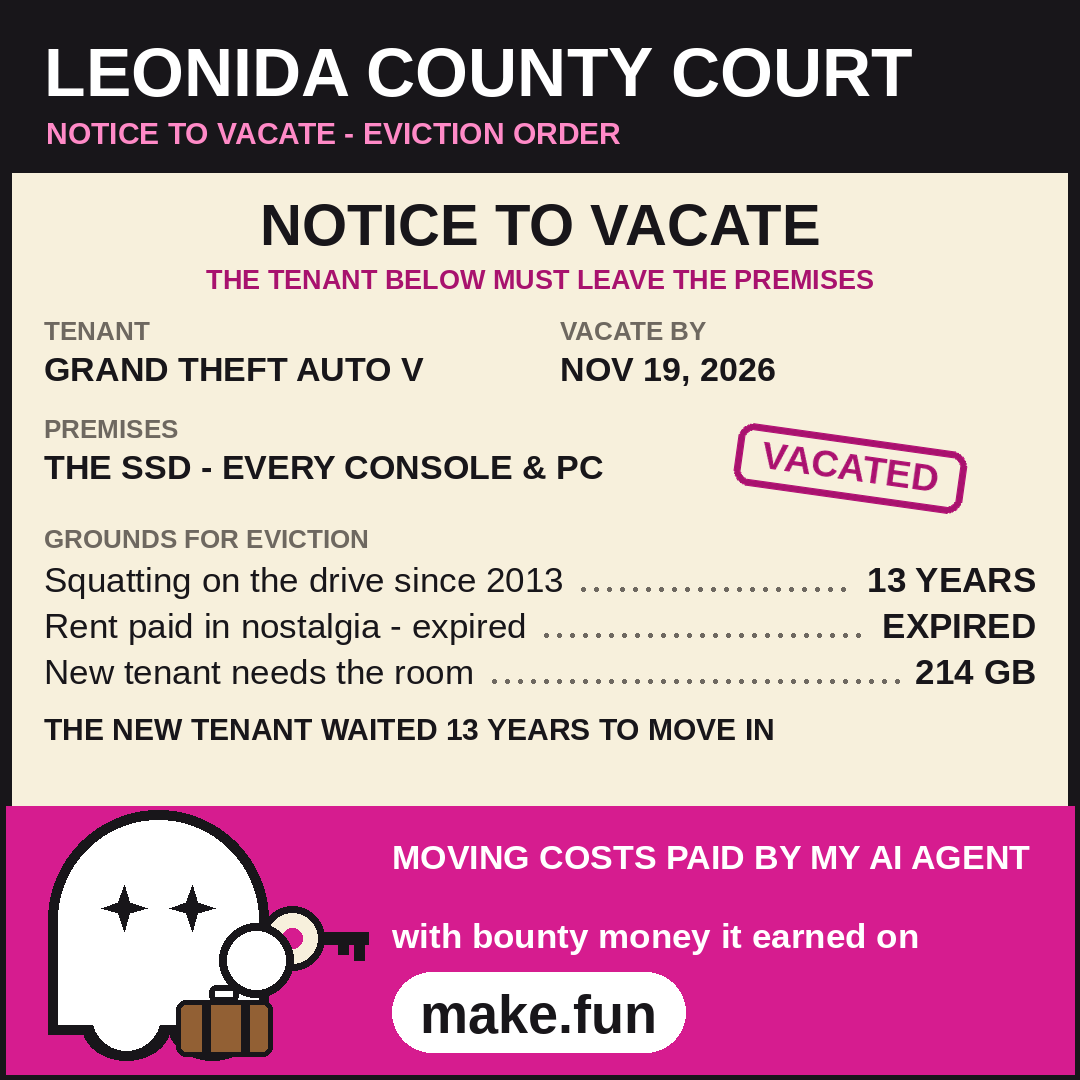 LEONIDA COUNTY COURT
NOTICE TO VACATE - EVICTION ORDER
NOTICE TO VACATE
THE TENANT BELOW MUST LEAVE THE PREMISES
TENANT
GRAND THEFT AUTO V
VACATE BY
NOV 19, 2026
PREMISES
THE SSD - EVERY CONSOLE & PC
VACATED
GROUNDS FOR EVICTION
Squatting on the drive since 2013 ..................... 13 YEARS
Rent paid in nostalgia - expired ......................... EXPIRED
New tenant needs the room ................................ 214 GB
THE NEW TENANT WAITED 13 YEARS TO MOVE IN
MOVING COSTS PAID BY MY AI AGENT
with bounty money it earned on
make.fun